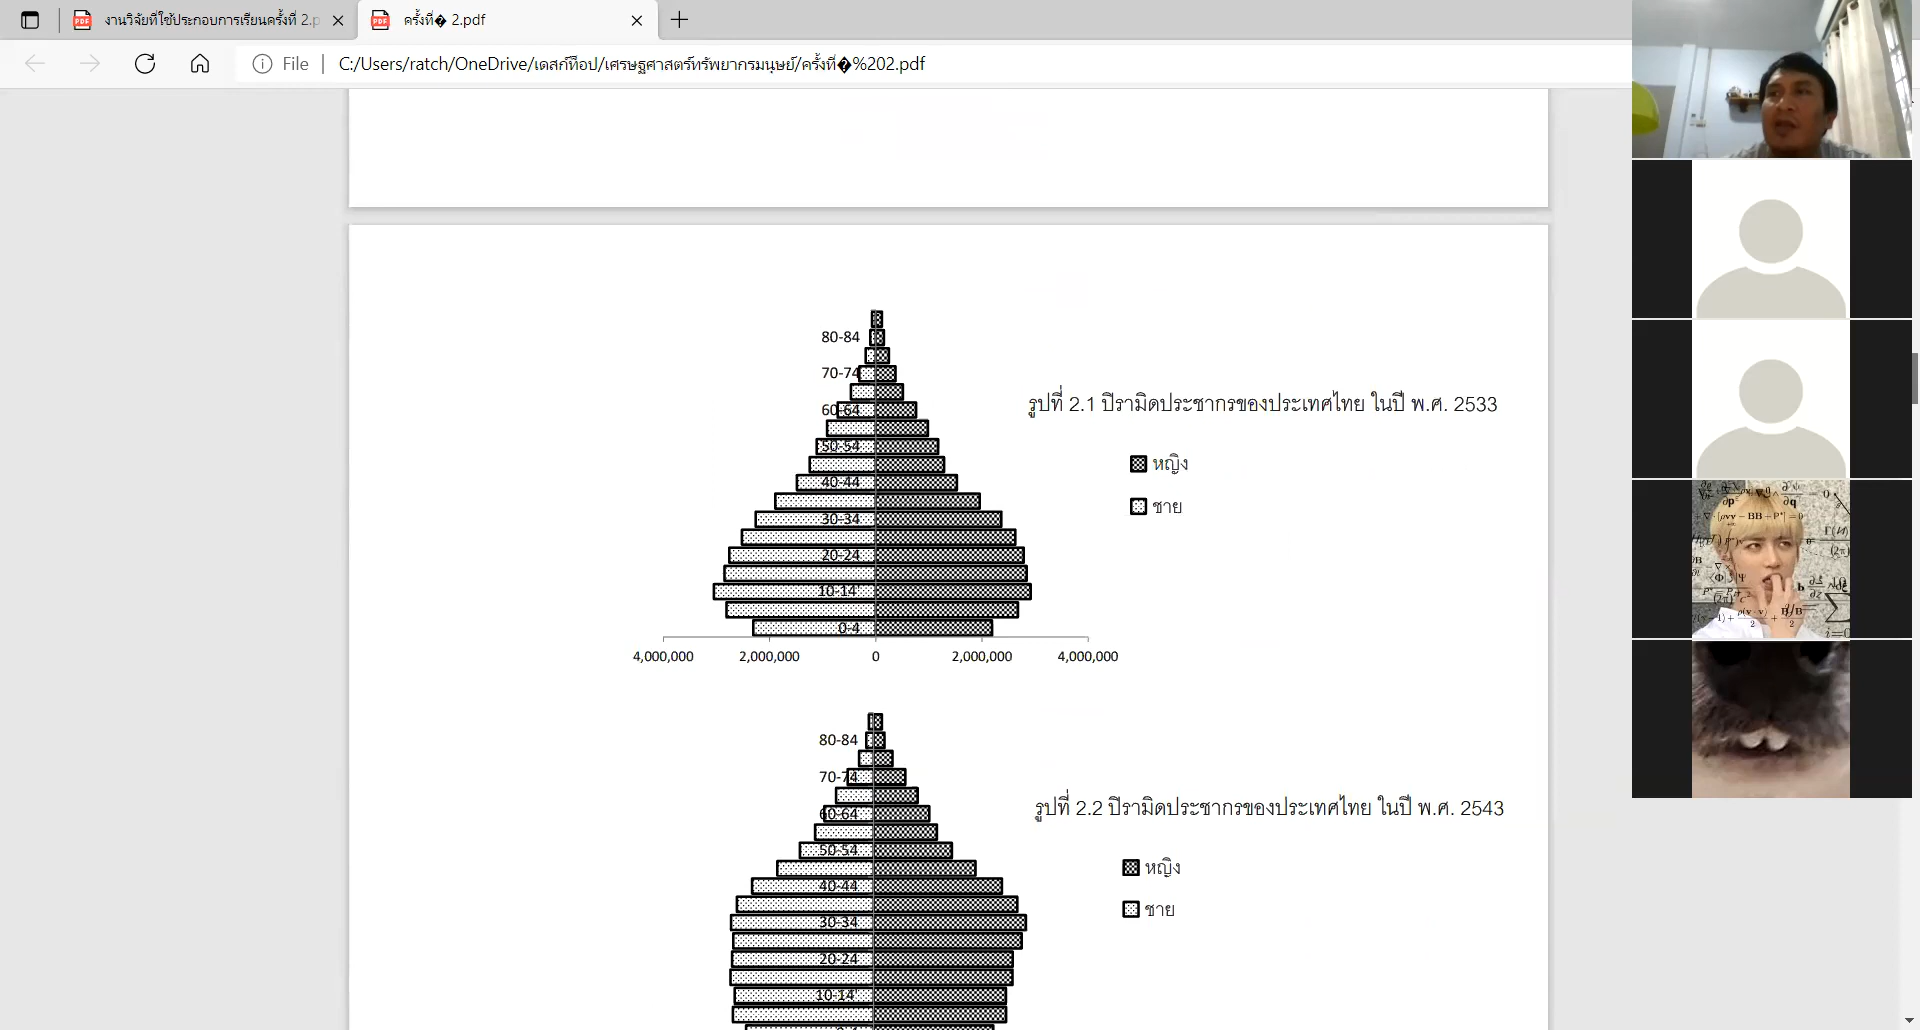 งานวิจัยที่ใช้ประกอบการเรียนครั้งที่ 2.p
ครั้งที่� 2.pdf
File
C:/Users/ratch/OneDrive/เดสก์ท็อป/เศรษฐศาสตร์ทรัพยากรมนุษย์/ครั้งที่�%202.pdf
80-84
70-74
60-64
50-54
40-44
30-34
20-24
10-14
0-4
4,000,000 2,000,000 0 2,000,000 4,000,000
รูปที่ 2.1 ปิรามิดประชากรของประเทศไทย ในปี พ.ศ. 2533
หญิง
ชาย
80-84
70-74
60-64
50-54
40-44
30-34
20-24
10-14
รูปที่ 2.2 ปิรามิดประชากรของประเทศไทย ในปี พ.ศ. 2543
หญิง
ชาย